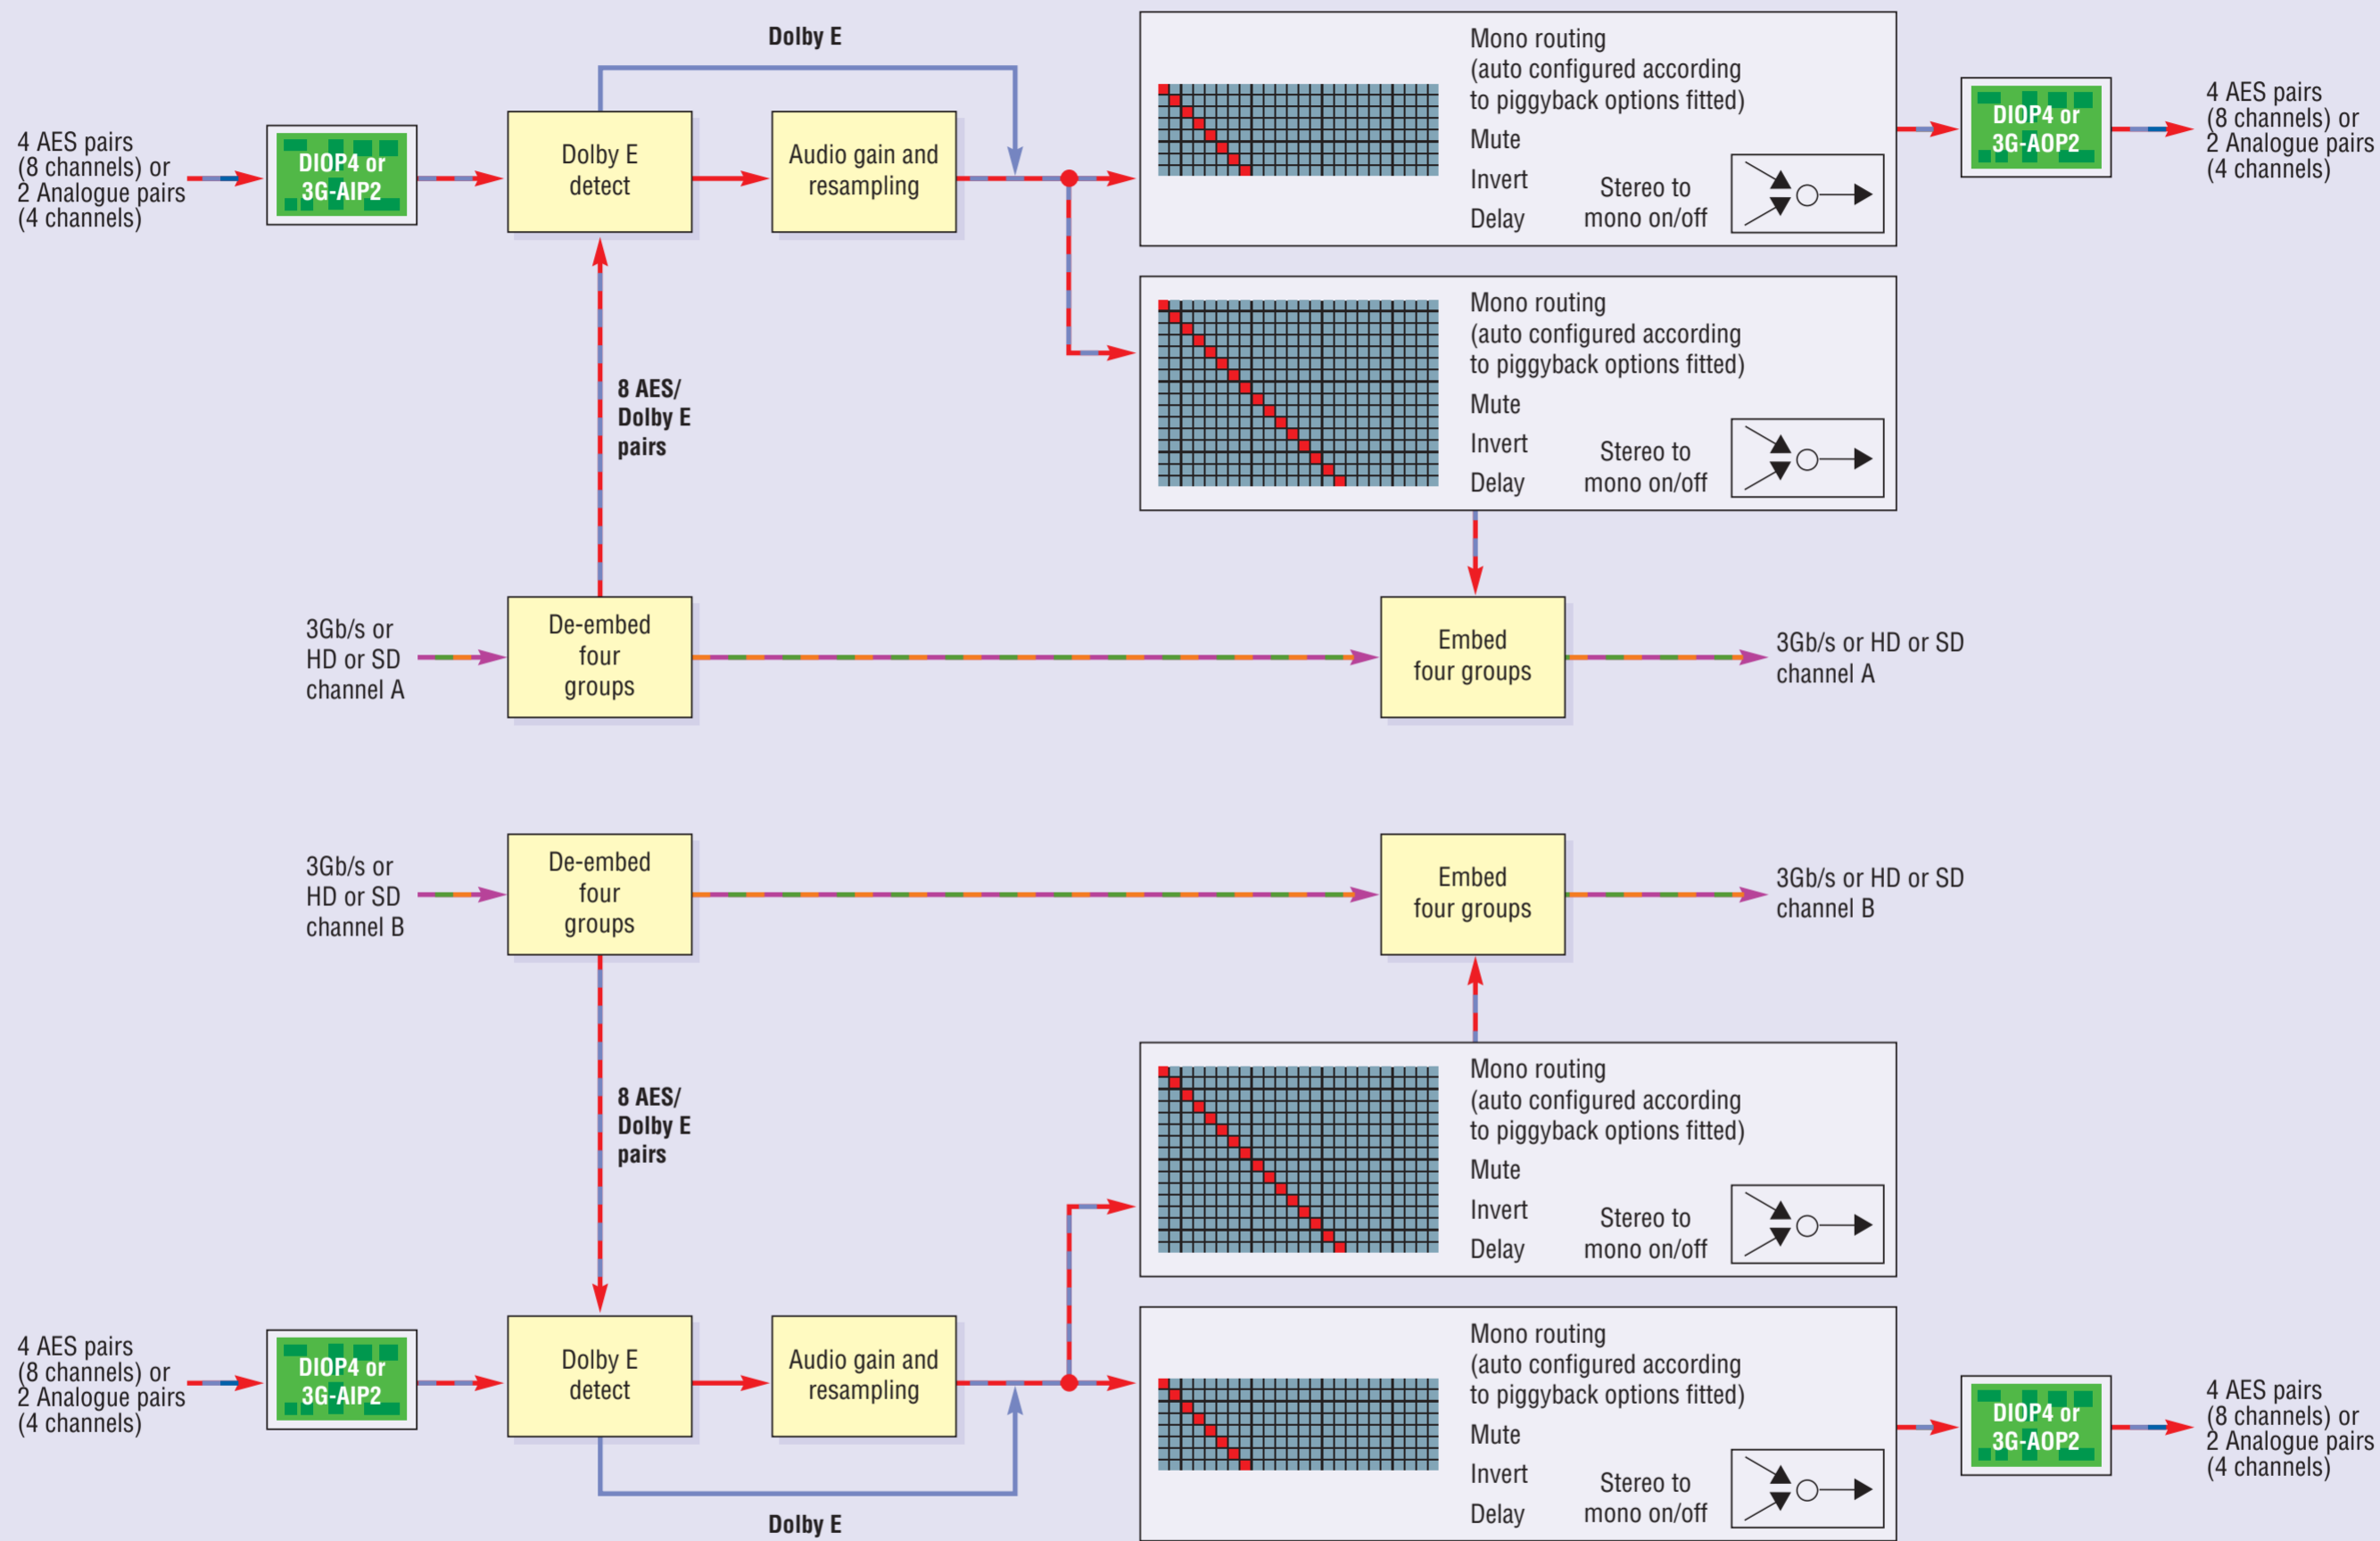 Dolby E
4 AES pairs
(8 channels) or
2 Analogue pairs
(4 channels)
DIOP4 or
3G-AIP2
Dolby E
detect
Audio gain and
resampling
Mono routing
(auto configured according
to piggyback options fitted)
Mute
Invert
Delay
Stereo to
mono on/off
DIOP4 or
3G-AOP2
4 AES pairs
(8 channels) or
2 Analogue pairs
(4 channels)
Mono routing
(auto configured according
to piggyback options fitted)
Mute
Invert
Delay
Stereo to
mono on/off
8 AES/
Dolby E
pairs
3Gb/s or
HD or SD
channel A
De-embed
four
groups
Embed
four groups
3Gb/s or HD or SD
channel A
3Gb/s or
HD or SD
channel B
De-embed
four
groups
Embed
four groups
3Gb/s or HD or SD
channel B
8 AES/
Dolby E
pairs
Mono routing
(auto configured according
to piggyback options fitted)
Mute
Invert
Delay
Stereo to
mono on/off
4 AES pairs
(8 channels) or
2 Analogue pairs
(4 channels)
DIOP4 or
3G-AIP2
Dolby E
detect
Audio gain and
resampling
Mono routing
(auto configured according
to piggyback options fitted)
Mute
Invert
Delay
Stereo to
mono on/off
DIOP4 or
3G-AOP2
4 AES pairs
(8 channels) or
2 Analogue pairs
(4 channels)
Dolby E